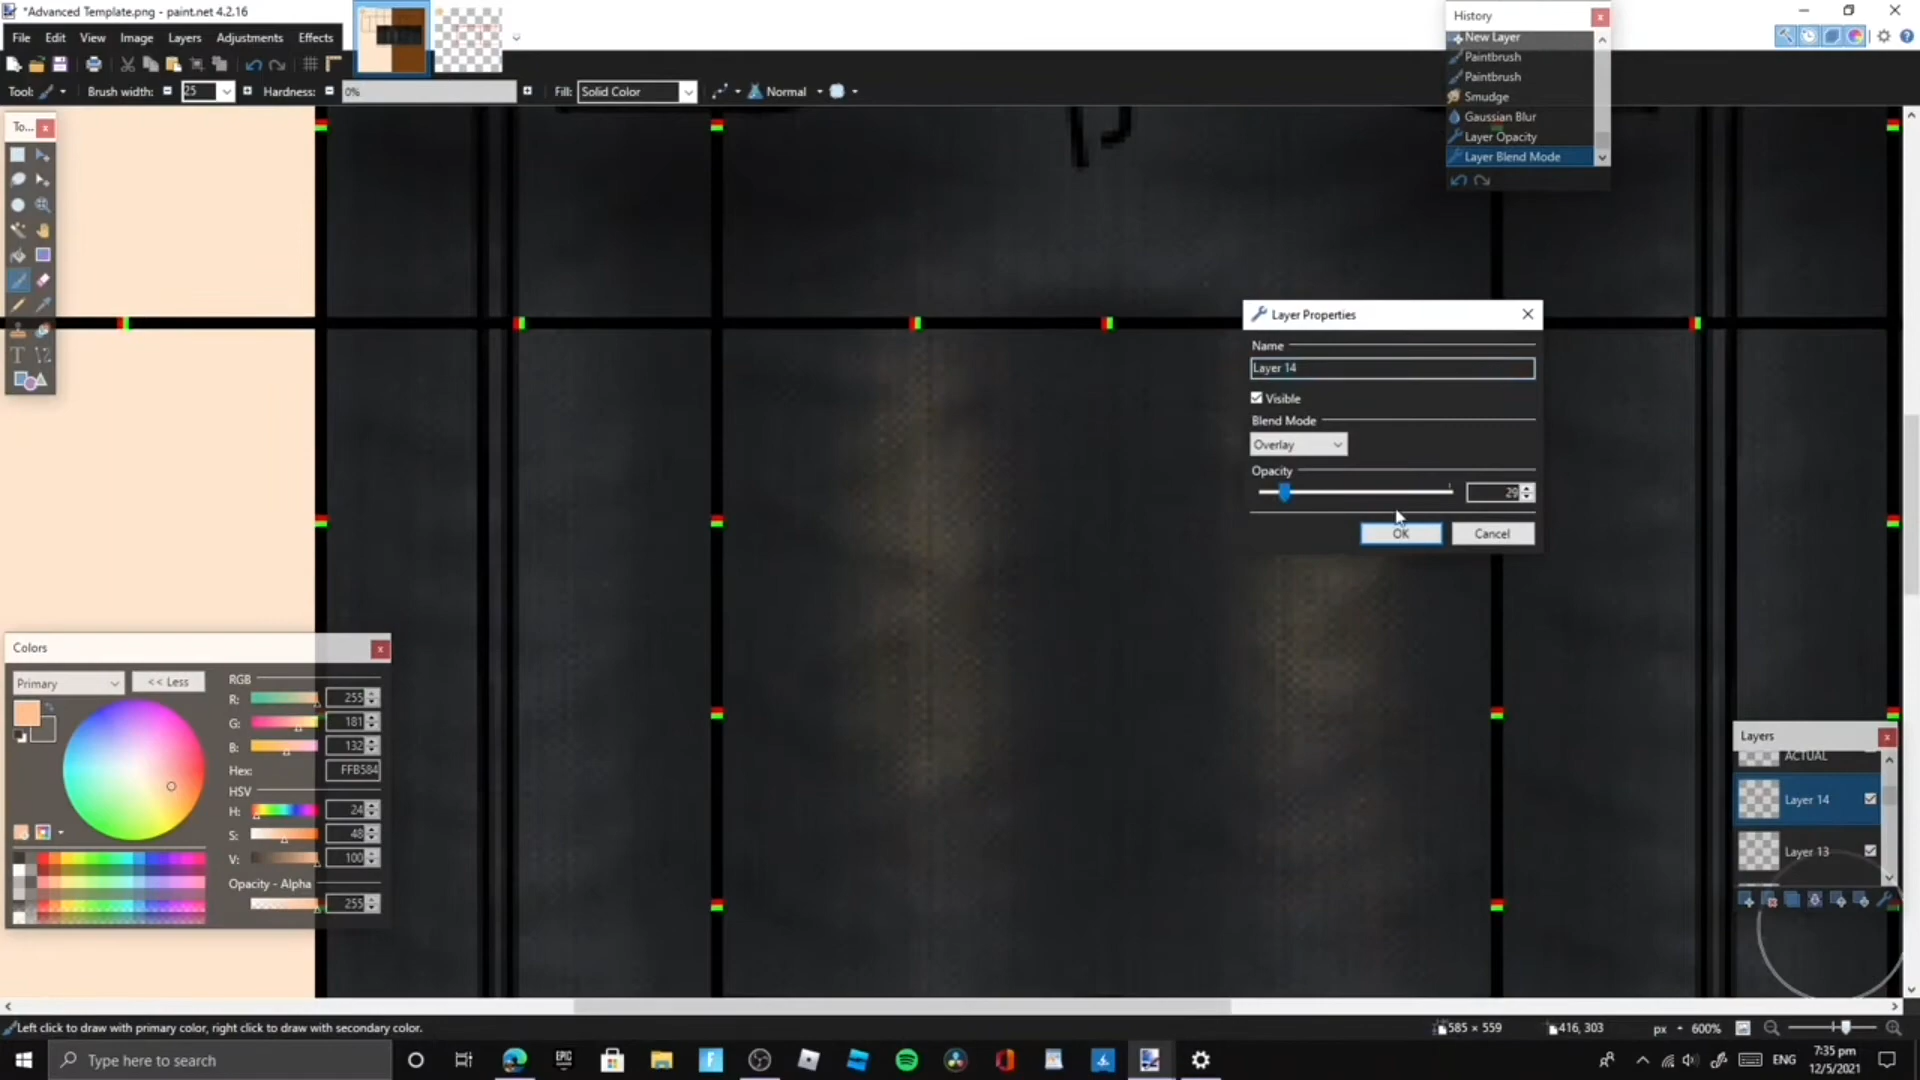 *Advanced Template.png - paint.net 4.2.16
File Edit View Image Layers Adjustments Effects
Tool: Brush width: 25 Hardness: 0% Fill: Solid Color Normal
History
New Layer
Paintbrush
Paintbrush
Smudge
Gaussian Blur
Layer Opacity
Layer Blend Mode
To...
Layer Properties
Name
Layer 14
Visible
Blend Mode
Overlay
Opacity
29
OK Cancel
Colors
Primary << Less
RGB
R: 255
G: 181
B: 132
Hex: FFB584
HSV
H: 24
S: 48
V: 100
Opacity - Alpha
255
Layers
ACTUAL
Layer 14
Layer 13
Left click to draw with primary color, right click to draw with secondary color.
585 × 559 416, 303 px 600%
Type here to search
EPIC
ENG
7:35 pm
12/5/2021